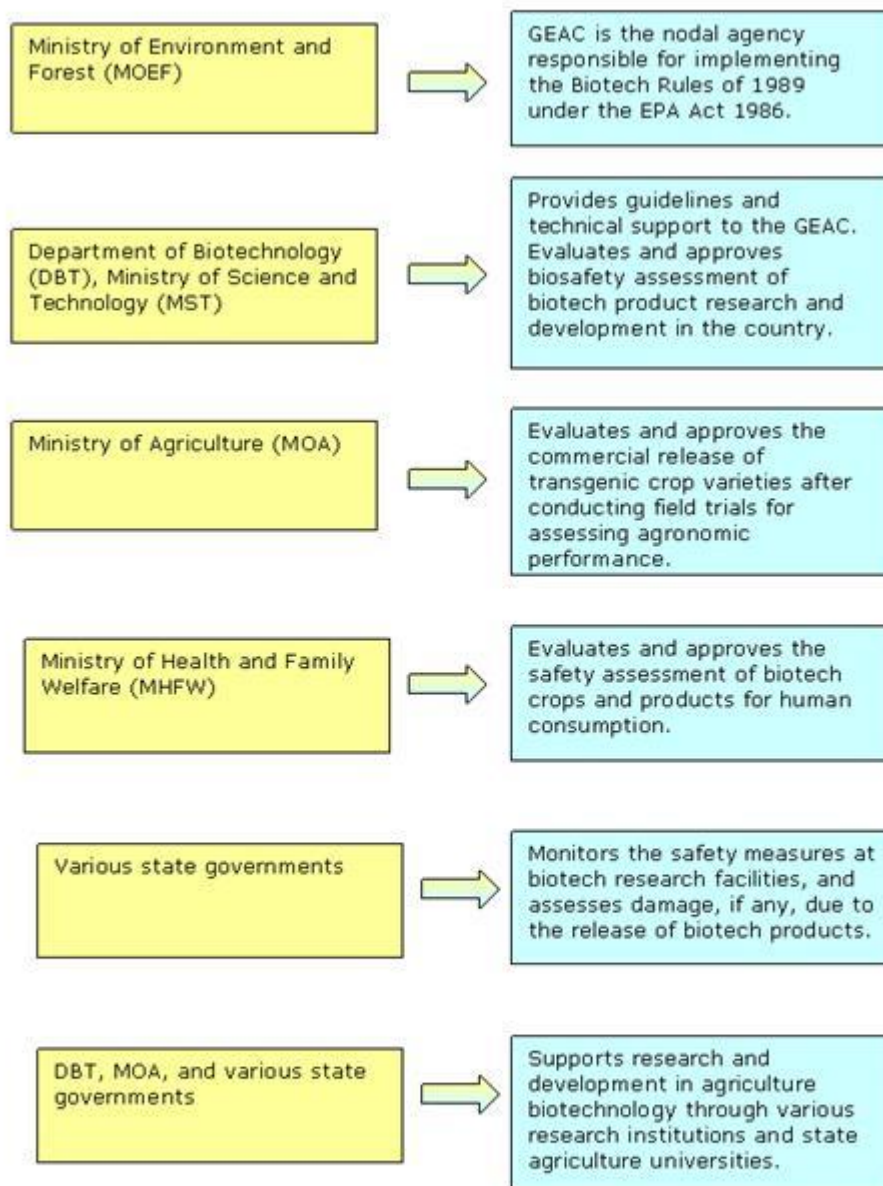 Ministry of Environment and
Forest (MOEF)
GEAC is the nodal agency
responsible for implementing
the Biotech Rules of 1989
under the EPA Act 1986.
Department of Biotechnology
(DBT), Ministry of Science and
Technology (MST)
Provides guidelines and
technical support to the GEAC.
Evaluates and approves
biosafety assessment of
biotech product research and
development in the country.
Ministry of Agriculture (MOA)
Evaluates and approves the
commercial release of
transgenic crop varieties after
conducting field trials for
assessing agronomic
performance.
Ministry of Health and Family
Welfare (MHFW)
Evaluates and approves the
safety assessment of biotech
crops and products for human
consumption.
Various state governments
Monitors the safety measures at
biotech research facilities, and
assesses damage, if any, due to
the release of biotech products.
DBT, MOA, and various state
governments
Supports research and
development in agriculture
biotechnology through various
research institutions and state
agriculture universities.